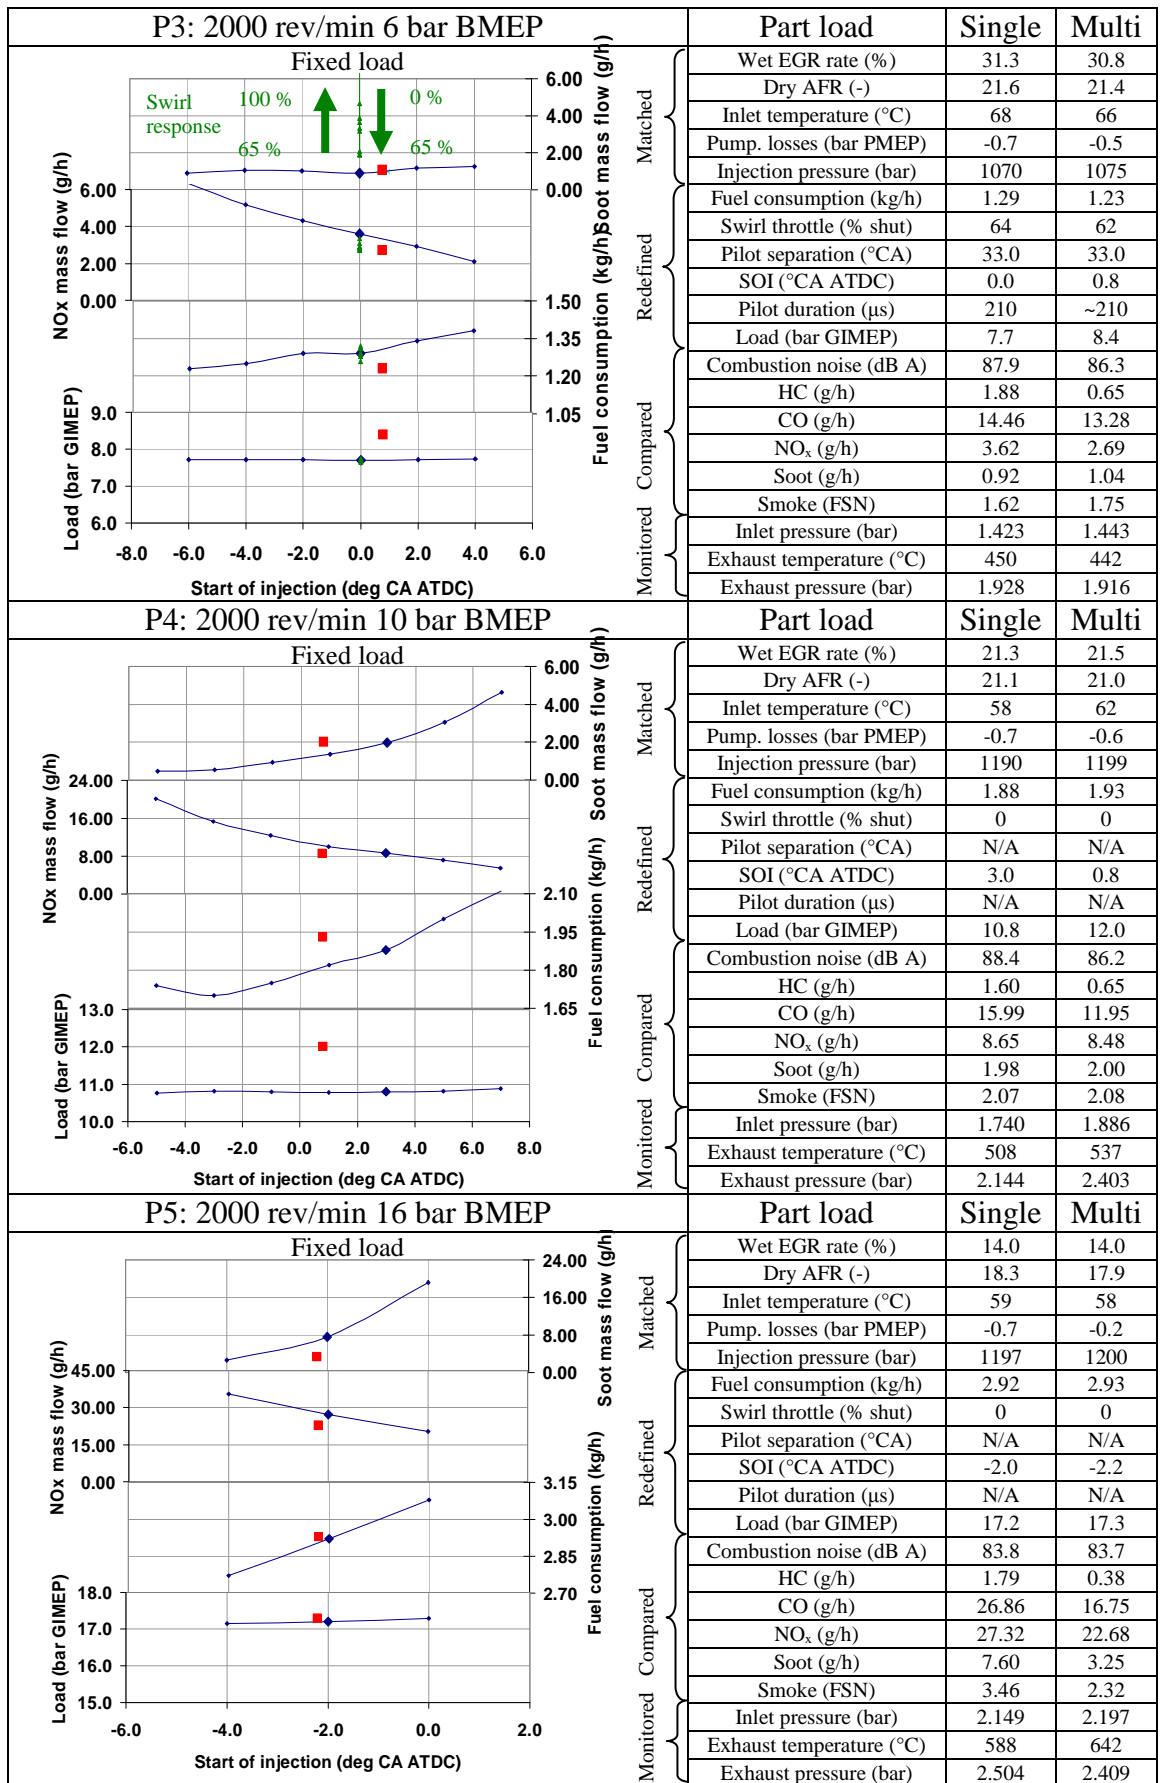 P3: 2000 rev/min 6 bar BMEP
Part load Single Multi
Fixed load
Swirl response
100 %
65 %
0 %
65 %
NOx mass flow (g/h)
6.00
4.00
2.00
0.00
Soot mass flow (g/h)
6.00
4.00
2.00
0.00
Fuel consumption (kg/h)
1.50
1.35
1.20
1.05
Load (bar GIMEP)
9.0
8.0
7.0
6.0
-8.0 -6.0 -4.0 -2.0 0.0 2.0 4.0 6.0
Start of injection (deg CA ATDC)
Matched
Wet EGR rate (%) 31.3 30.8
Dry AFR (-) 21.6 21.4
Inlet temperature (°C) 68 66
Pump. losses (bar PMEP) -0.7 -0.5
Injection pressure (bar) 1070 1075
Redefined
Fuel consumption (kg/h) 1.29 1.23
Swirl throttle (% shut) 64 62
Pilot separation (°CA) 33.0 33.0
SOI (°CA ATDC) 0.0 0.8
Pilot duration (μs) 210 ~210
Load (bar GIMEP) 7.7 8.4
Compared
Combustion noise (dB A) 87.9 86.3
HC (g/h) 1.88 0.65
CO (g/h) 14.46 13.28
NOx (g/h) 3.62 2.69
Soot (g/h) 0.92 1.04
Smoke (FSN) 1.62 1.75
Monitored
Inlet pressure (bar) 1.423 1.443
Exhaust temperature (°C) 450 442
Exhaust pressure (bar) 1.928 1.916
P4: 2000 rev/min 10 bar BMEP
Part load Single Multi
Fixed load
NOx mass flow (g/h)
24.00
16.00
8.00
0.00
Soot mass flow (g/h)
6.00
4.00
2.00
0.00
Fuel consumption (kg/h)
2.10
1.95
1.80
1.65
Load (bar GIMEP)
13.0
12.0
11.0
10.0
-6.0 -4.0 -2.0 0.0 2.0 4.0 6.0 8.0
Start of injection (deg CA ATDC)
Matched
Wet EGR rate (%) 21.3 21.5
Dry AFR (-) 21.1 21.0
Inlet temperature (°C) 58 62
Pump. losses (bar PMEP) -0.7 -0.6
Injection pressure (bar) 1190 1199
Redefined
Fuel consumption (kg/h) 1.88 1.93
Swirl throttle (% shut) 0 0
Pilot separation (°CA) N/A N/A
SOI (°CA ATDC) 3.0 0.8
Pilot duration (μs) N/A N/A
Load (bar GIMEP) 10.8 12.0
Compared
Combustion noise (dB A) 88.4 86.2
HC (g/h) 1.60 0.65
CO (g/h) 15.99 11.95
NOx (g/h) 8.65 8.48
Soot (g/h) 1.98 2.00
Smoke (FSN) 2.07 2.08
Monitored
Inlet pressure (bar) 1.740 1.886
Exhaust temperature (°C) 508 537
Exhaust pressure (bar) 2.144 2.403
P5: 2000 rev/min 16 bar BMEP
Part load Single Multi
Fixed load
NOx mass flow (g/h)
45.00
30.00
15.00
0.00
Soot mass flow (g/h)
24.00
16.00
8.00
0.00
Fuel consumption (kg/h)
3.15
3.00
2.85
2.70
Load (bar GIMEP)
18.0
17.0
16.0
15.0
-6.0 -4.0 -2.0 0.0 2.0
Start of injection (deg CA ATDC)
Matched
Wet EGR rate (%) 14.0 14.0
Dry AFR (-) 18.3 17.9
Inlet temperature (°C) 59 58
Pump. losses (bar PMEP) -0.7 -0.2
Injection pressure (bar) 1197 1200
Redefined
Fuel consumption (kg/h) 2.92 2.93
Swirl throttle (% shut) 0 0
Pilot separation (°CA) N/A N/A
SOI (°CA ATDC) -2.0 -2.2
Pilot duration (μs) N/A N/A
Load (bar GIMEP) 17.2 17.3
Compared
Combustion noise (dB A) 83.8 83.7
HC (g/h) 1.79 0.38
CO (g/h) 26.86 16.75
NOx (g/h) 27.32 22.68
Soot (g/h) 7.60 3.25
Smoke (FSN) 3.46 2.32
Monitored
Inlet pressure (bar) 2.149 2.197
Exhaust temperature (°C) 588 642
Exhaust pressure (bar) 2.504 2.409